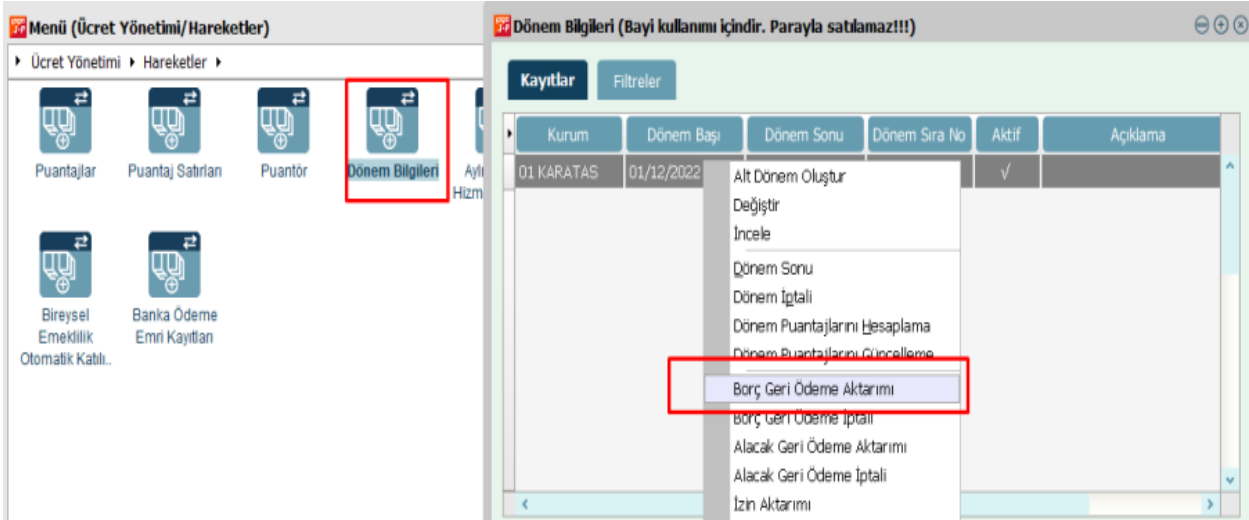 Menü (Ücret Yönetimi/Hareketler)
Ücret Yönetimi Hareketler
Puantajlar
Puantaj Satırları
Puantör
Dönem Bilgileri
Bireysel
Emeklilik
Otomatik Katılı..
Banka Ödeme
Emri Kayıtları
Dönem Bilgileri (Bayi kullanımı içindir. Parayla satılamaz!!!)
Kayıtlar Filtreler
Kurum Dönem Başı Dönem Sonu Dönem Sıra No Aktif Açıklama
01 KARATAS 01/12/2022 √
Alt Dönem Oluştur
Değiştir
İncele
Dönem Sonu
Dönem İptali
Dönem Puantajlarını Hesaplama
Dönem Puantajlarını Güncelleme
Borç Geri Ödeme Aktarımı
Borç Geri Ödeme İptali
Alacak Geri Ödeme Aktarımı
Alacak Geri Ödeme İptali
İzin Aktarımı